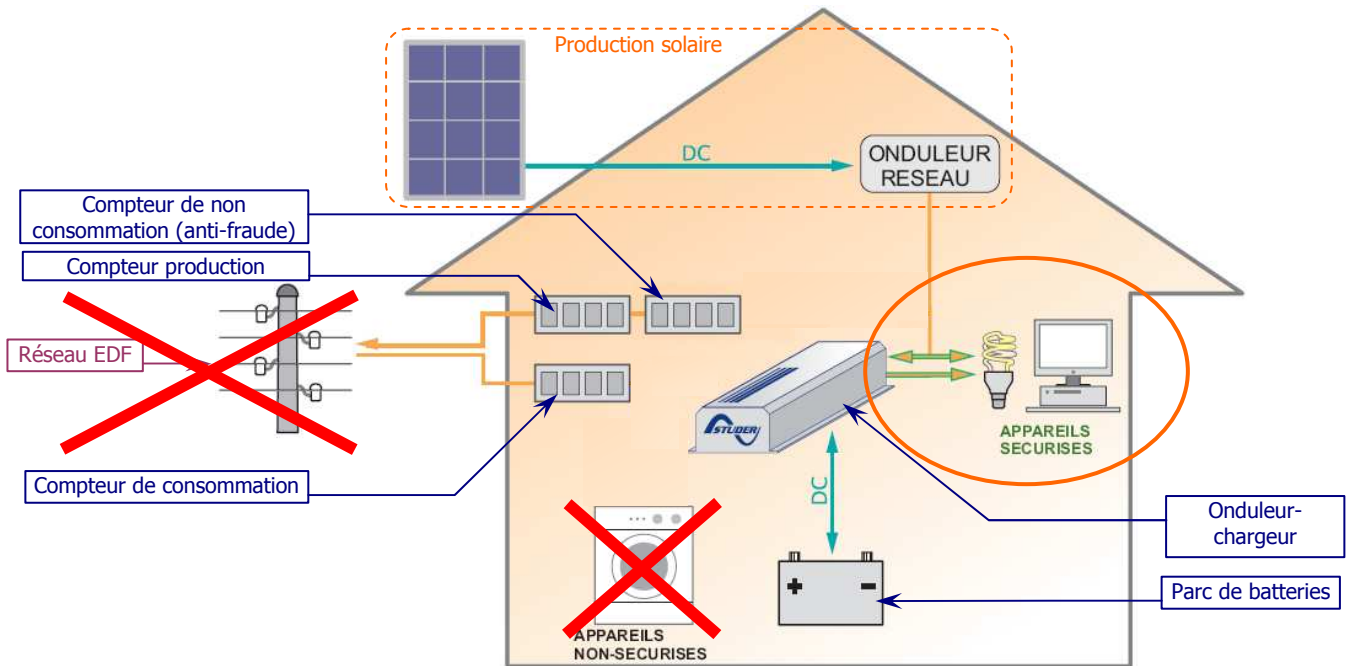 Production solaire
DC
ONDULEUR
RESEAU
Compteur de non
consommation (anti-fraude)
Compteur production
Réseau EDF
STUDER
APPAREILS
SECURISES
Compteur de consommation
DC
Onduleur-
chargeur
+
-
Parc de batteries
APPAREILS
NON-SECURISES